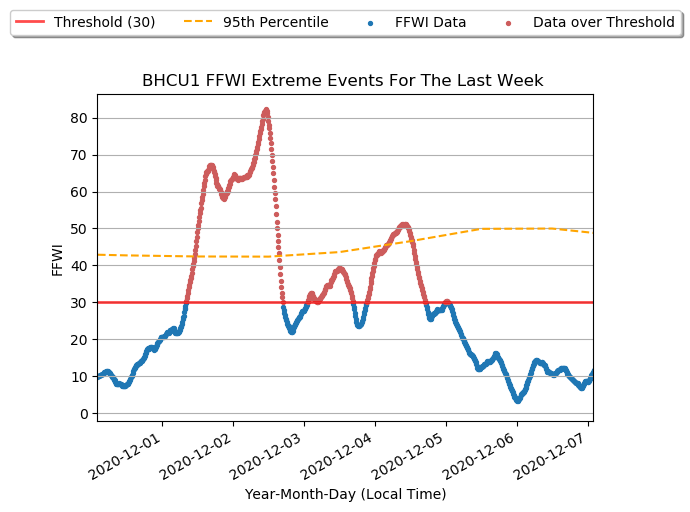 Threshold (30) 95th Percentile FFWI Data Data over Threshold
BHCU1 FFWI Extreme Events For The Last Week
80
70
60
50
40
30
20
10
0
FFWI
2020-12-01 2020-12-02 2020-12-03 2020-12-04 2020-12-05 2020-12-06 2020-12-07
Year-Month-Day (Local Time)